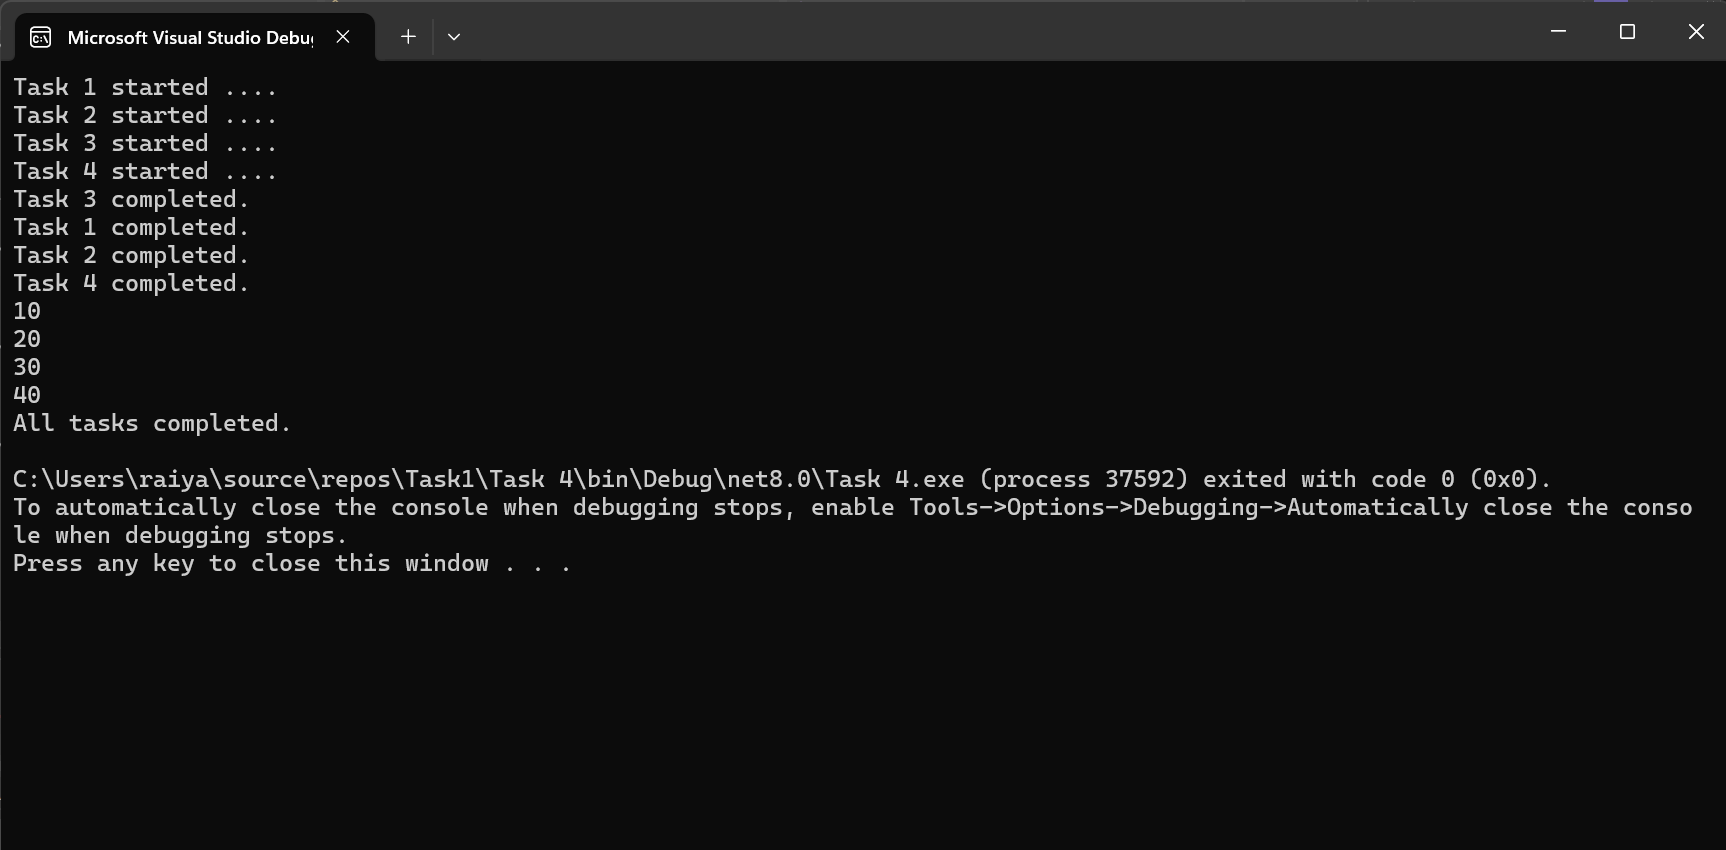 Microsoft Visual Studio Debu
Task 1 started ....
Task 2 started ....
Task 3 started ....
Task 4 started ....
Task 3 completed.
Task 1 completed.
Task 2 completed.
Task 4 completed.
10
20
30
40
All tasks completed.
C:\Users\raiya\source\repos\Task1\Task 4\bin\Debug\net8.0\Task 4.exe (process 37592) exited with code 0 (0x0).
To automatically close the console when debugging stops, enable Tools->Options->Debugging->Automatically close the conso
le when debugging stops.
Press any key to close this window . . .